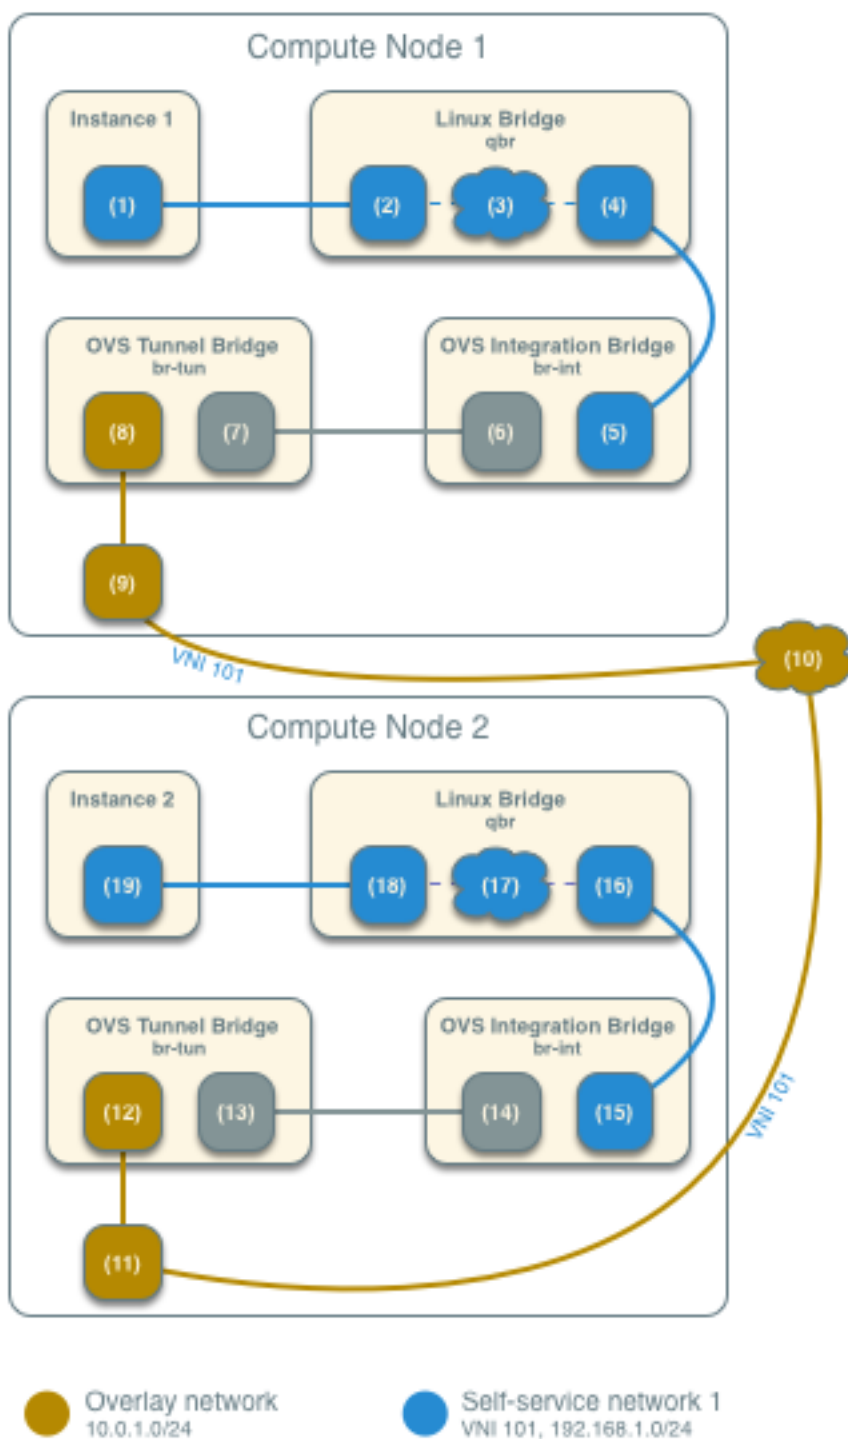 Compute Node 1
Instance 1
Linux Bridge
qbr
(1)
(2)
(3)
(4)
OVS Tunnel Bridge
br-tun
OVS Integration Bridge
br-int
(8)
(7)
(6)
(5)
(9)
VNI 101
(10)
Compute Node 2
Instance 2
Linux Bridge
qbr
(19)
(18)
(17)
(16)
OVS Tunnel Bridge
br-tun
OVS Integration Bridge
br-int
(12)
(13)
(14)
(15)
VNI 101
(11)
Overlay network
10.0.1.0/24
Self-service network 1
VNI 101, 192.168.1.0/24